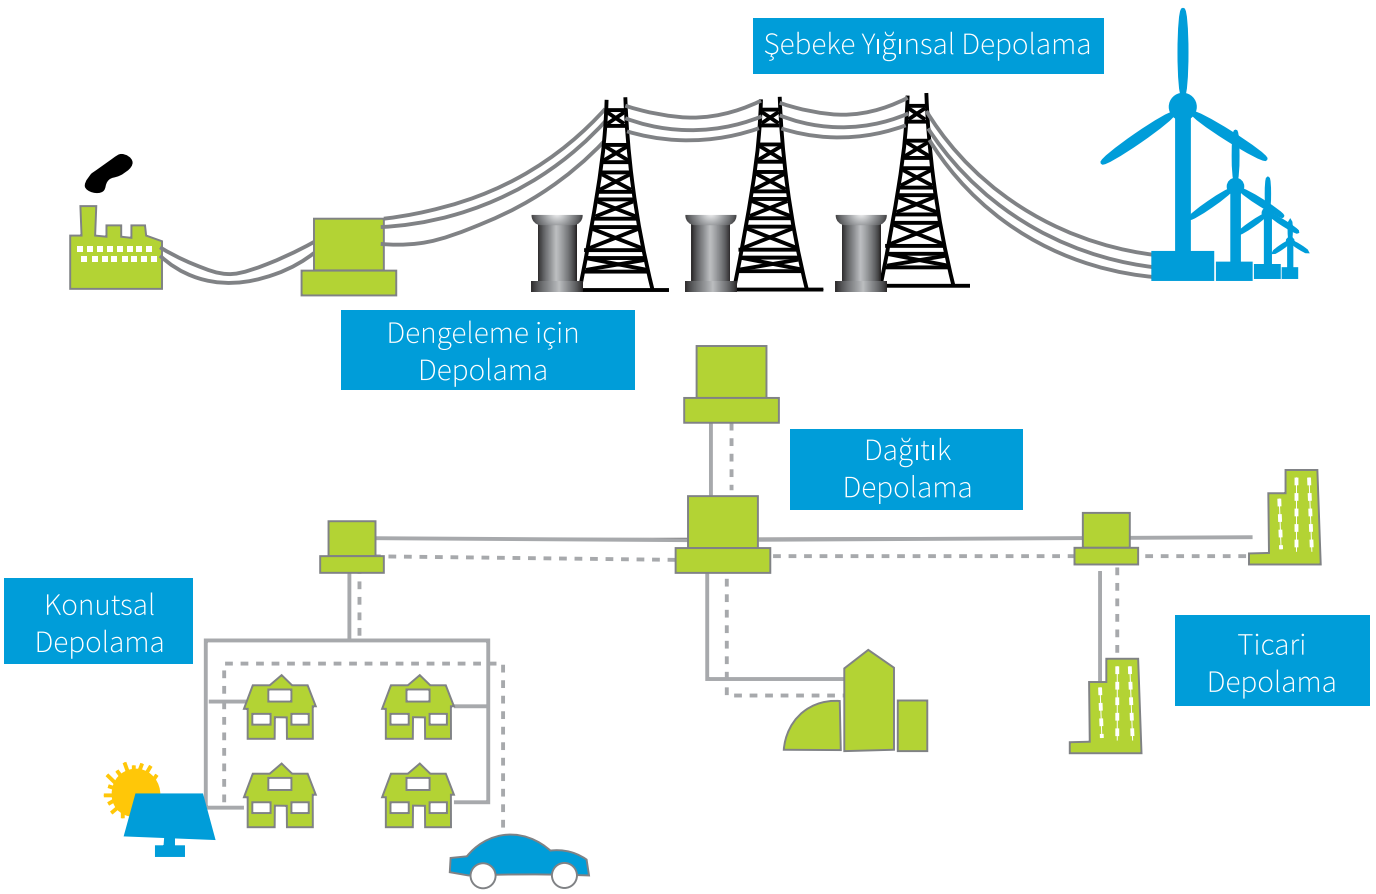 Şebeke Yığınsal Depolama
Dengeleme için
Depolama
Dağıtık
Depolama
Konutsal
Depolama
Ticari
Depolama